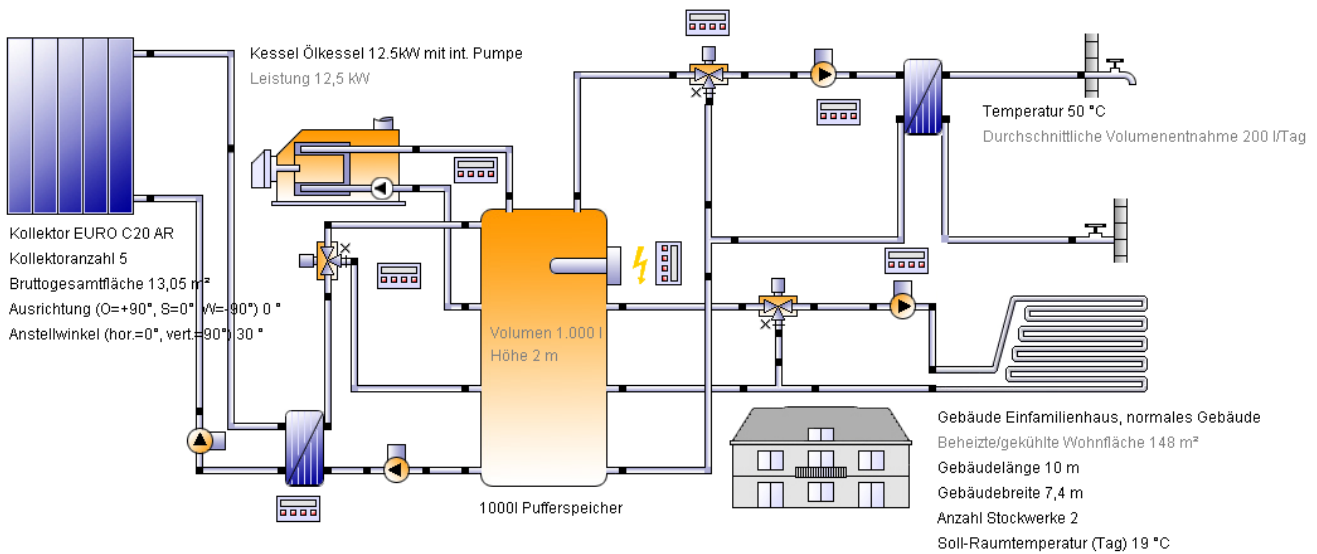 Kessel Ölkessel 12.5kW mit int. Pumpe
Leistung 12,5 kW
Temperatur 50 °C
Durchschnittliche Volumenentnahme 200 l/Tag
Kollektor EURO C20 AR
Kollektoranzahl 5
Bruttogesamtfläche 13,05 m²
Ausrichtung (O=+90°, S=0°, W=-90°) 0 °
Anstellwinkel (hor.=0°, vert.=90°) 30 °
Volumen 1.000 l
Höhe 2 m
1000l Pufferspeicher
Gebäude Einfamilienhaus, normales Gebäude
Beheizte/gekühlte Wohnfläche 148 m²
Gebäudelänge 10 m
Gebäudebreite 7,4 m
Anzahl Stockwerke 2
Soll-Raumtemperatur (Tag) 19 °C